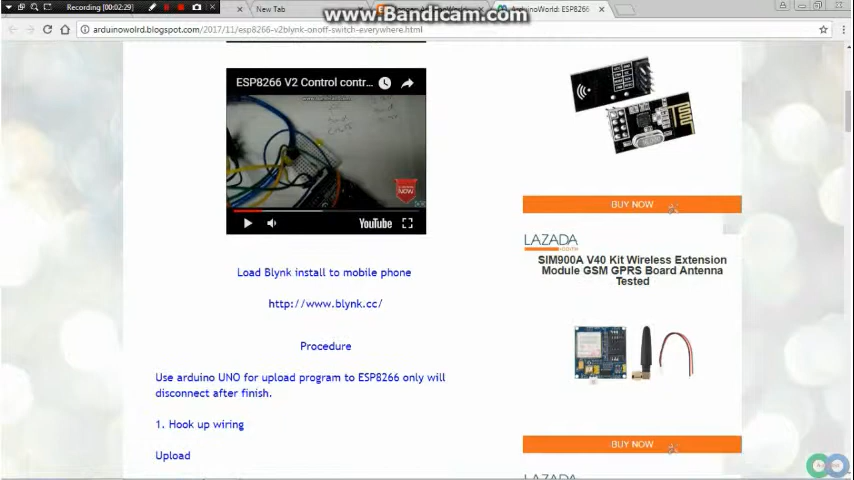 Recording [00:02:29]
www.Bandicam.com
New Tab
ArduinoWorld: ESP8266
arduinowolrd.blogspot.com/2017/11/esp8266-v2blynk-onoff-switch-everywhere.html
ESP8266 V2 Control contr...
YouTube
Load Blynk install to mobile phone
http://www.blynk.cc/
Procedure
Use arduino UNO for upload program to ESP8266 only will
disconnect after finish.
1. Hook up wiring
Upload
BUY NOW
LAZADA
SIM900A V40 Kit Wireless Extension
Module GSM GPRS Board Antenna
Tested
BUY NOW
LAZADA